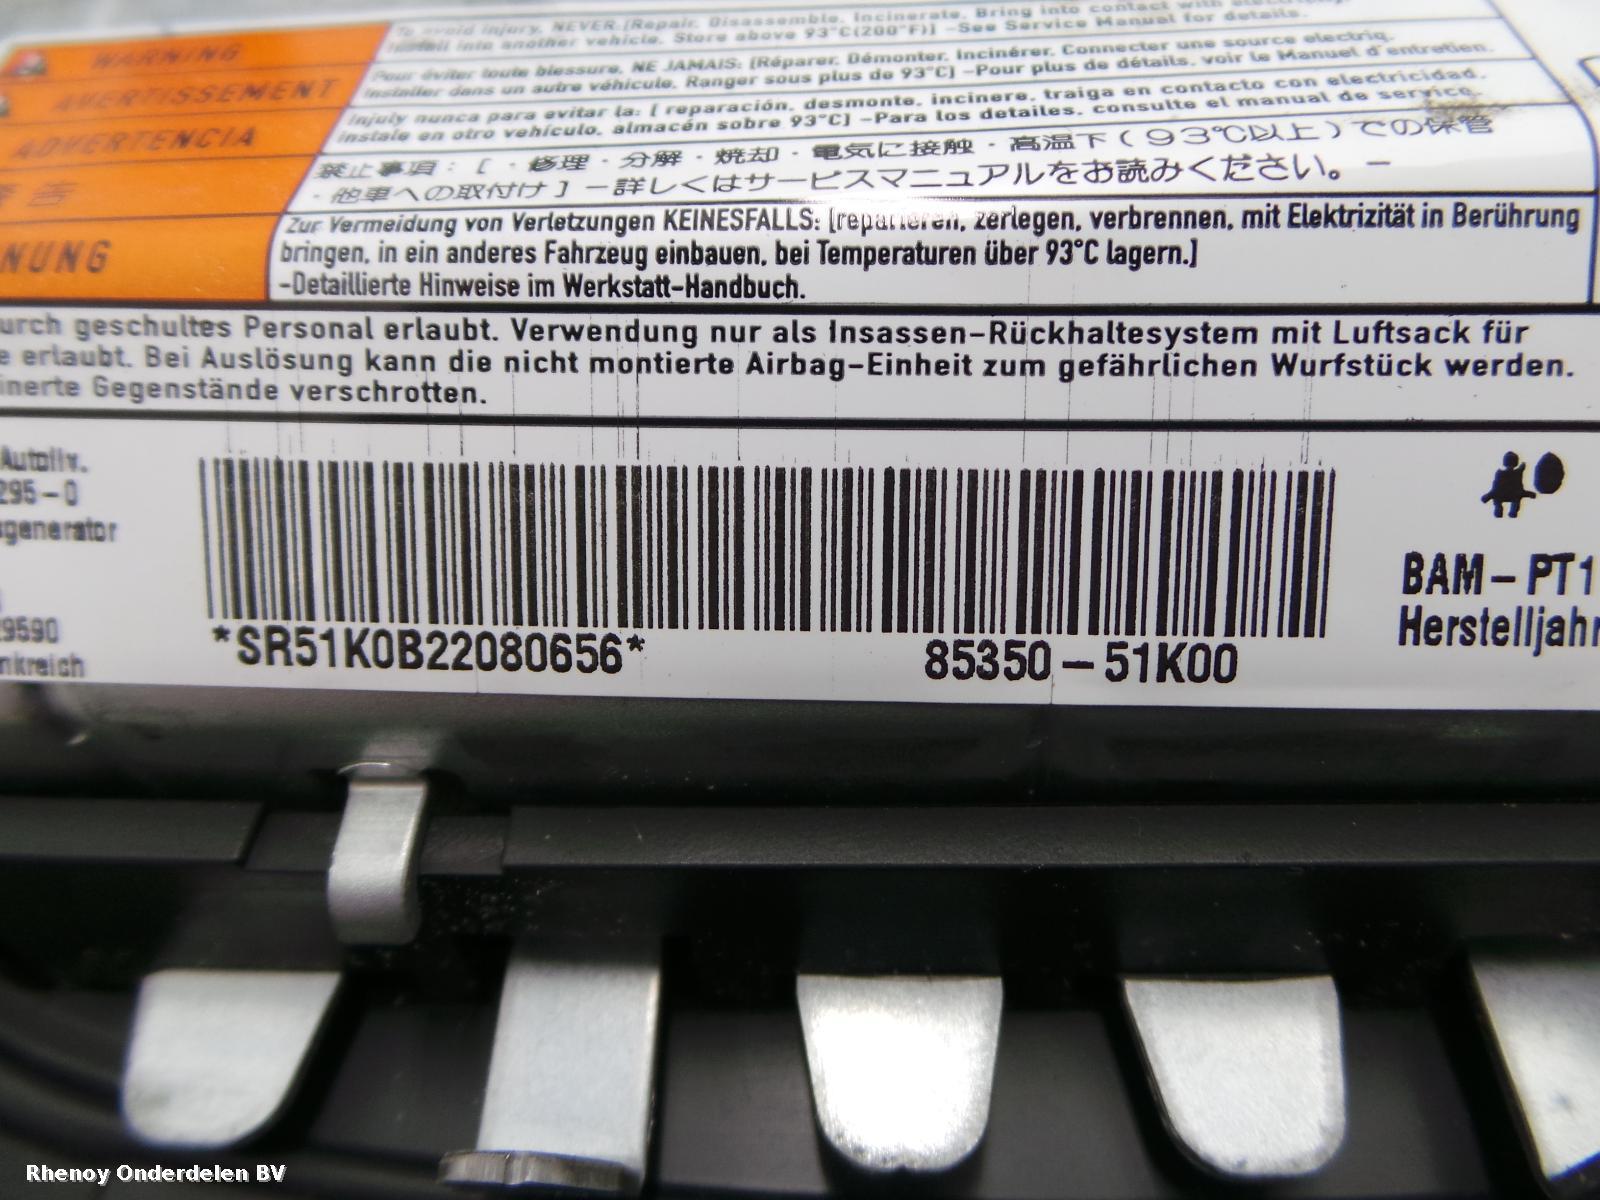 WARNING
To avoid injury, NEVER:[Repair, Disassemble, Incinerate, Bring into contact with electricity,
Install into another vehicle, Store above 93°C(200°F)] -See Service Manual for details.
AVERTISSEMENT
Pour éviter toute blessure, NE JAMAIS: [Réparer, Démonter, Incinérer, Connecter une source electriq.
Installer dans un autre véhicule, Ranger sous plus de 93°C] -Pour plus de détails, voir le Manuel d'entretien.
ADVERTENCIA
Injuly nunca para evitar la: [ reparación, desmonte, incinere, traiga en contacto con electricidad,
instale en otro vehículo, almacén sobre 93°C] -Para los detailes, consulte el manual de service.
警告
禁止事項：[ ・修理・分解・焼却・電気に接触・高温下(93℃以上)での保管
・他車への取付け] －詳しくはサービスマニュアルをお読みください。－
NUNG
Zur Vermeidung von Verletzungen KEINESFALLS: [reparieren, zerlegen, verbrennen, mit Elektrizität in Berührung
bringen, in ein anderes Fahrzeug einbauen, bei Temperaturen über 93°C lagern.]
-Detaillierte Hinweise im Werkstatt-Handbuch.
urch geschultes Personal erlaubt. Verwendung nur als Insassen-Rückhaltesystem mit Luftsack für
e erlaubt. Bei Auslösung kann die nicht montierte Airbag-Einheit zum gefährlichen Wurfstück werden.
inerte Gegenstände verschrotten.
Autoliv.
295-0
sgenerator
9590
nkreich
*SR51K0B22080656*
85350-51K00
BAM-PT1
Herstelljahr
Rhenoy Onderdelen BV